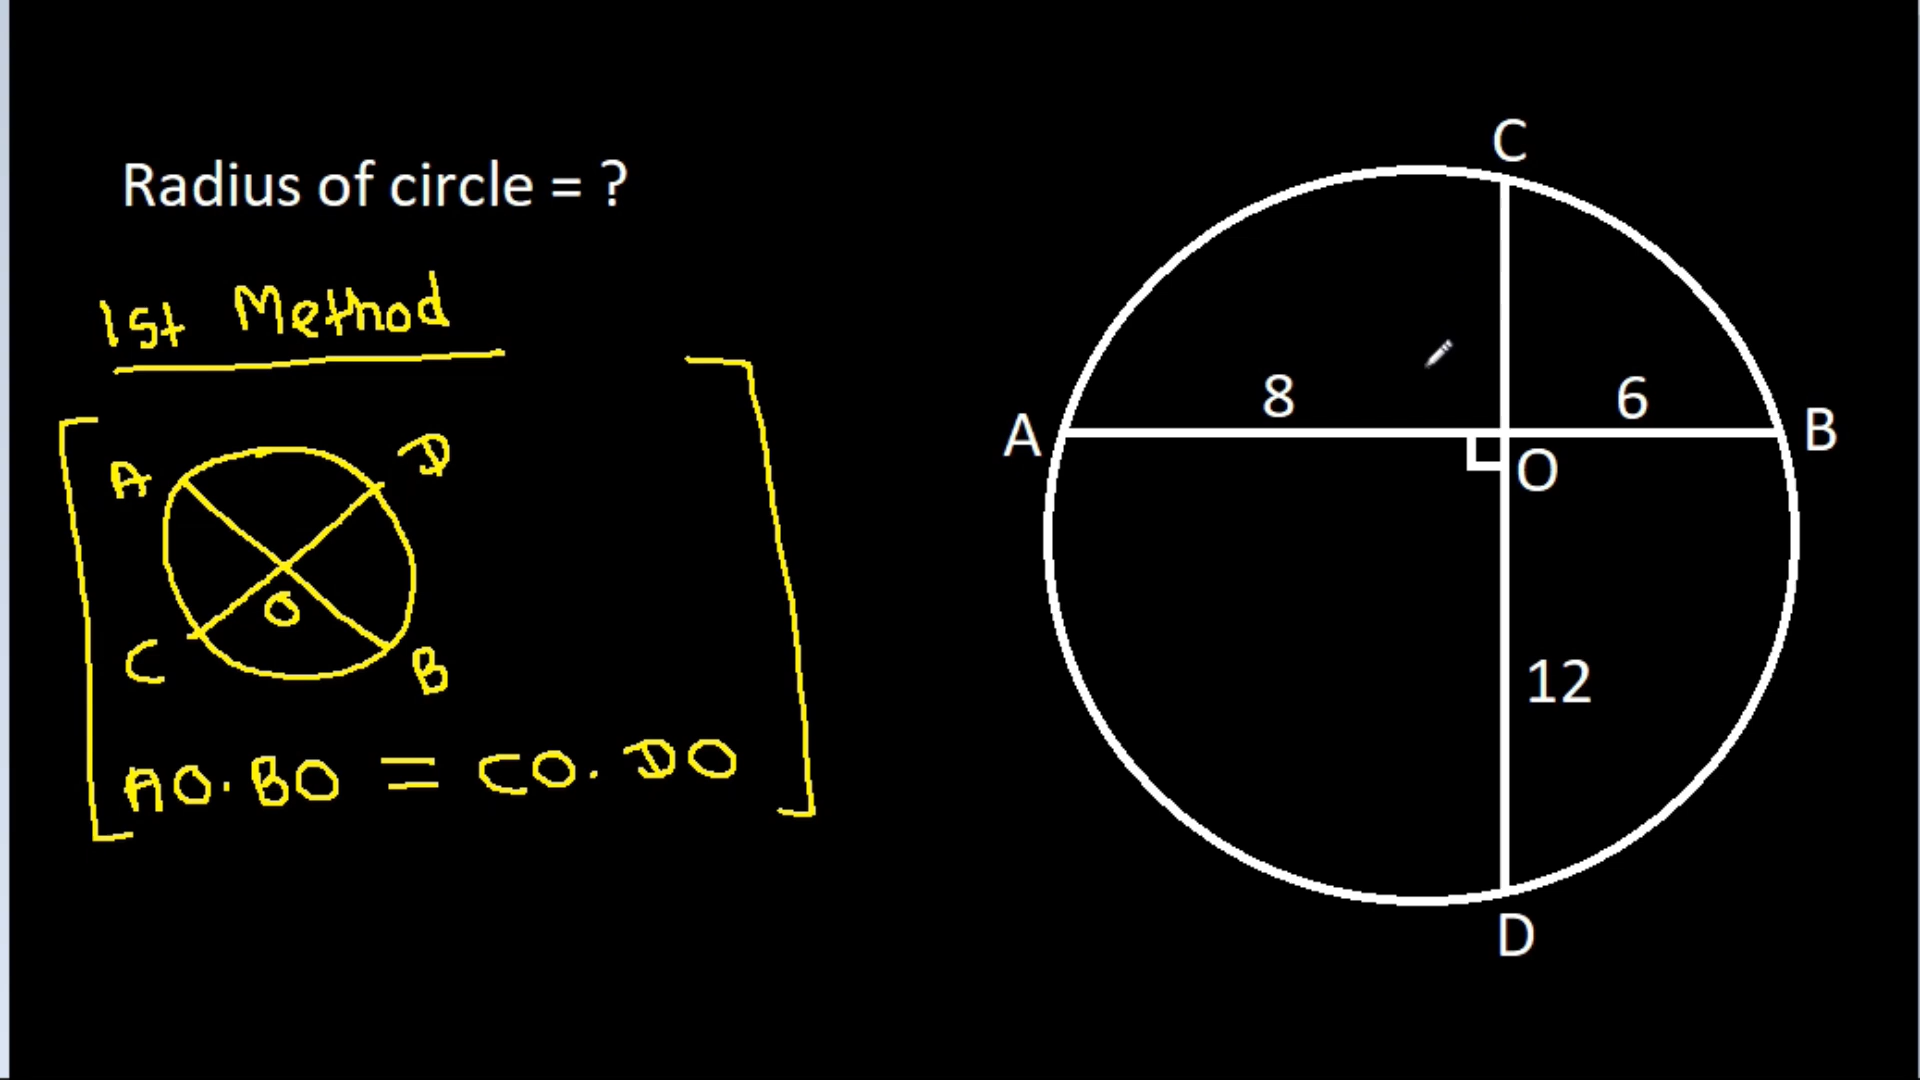 Radius of circle = ?
1st Method
A D
O
C B
AO.BO = CO.DO
C
8 6
A B
O
12
D